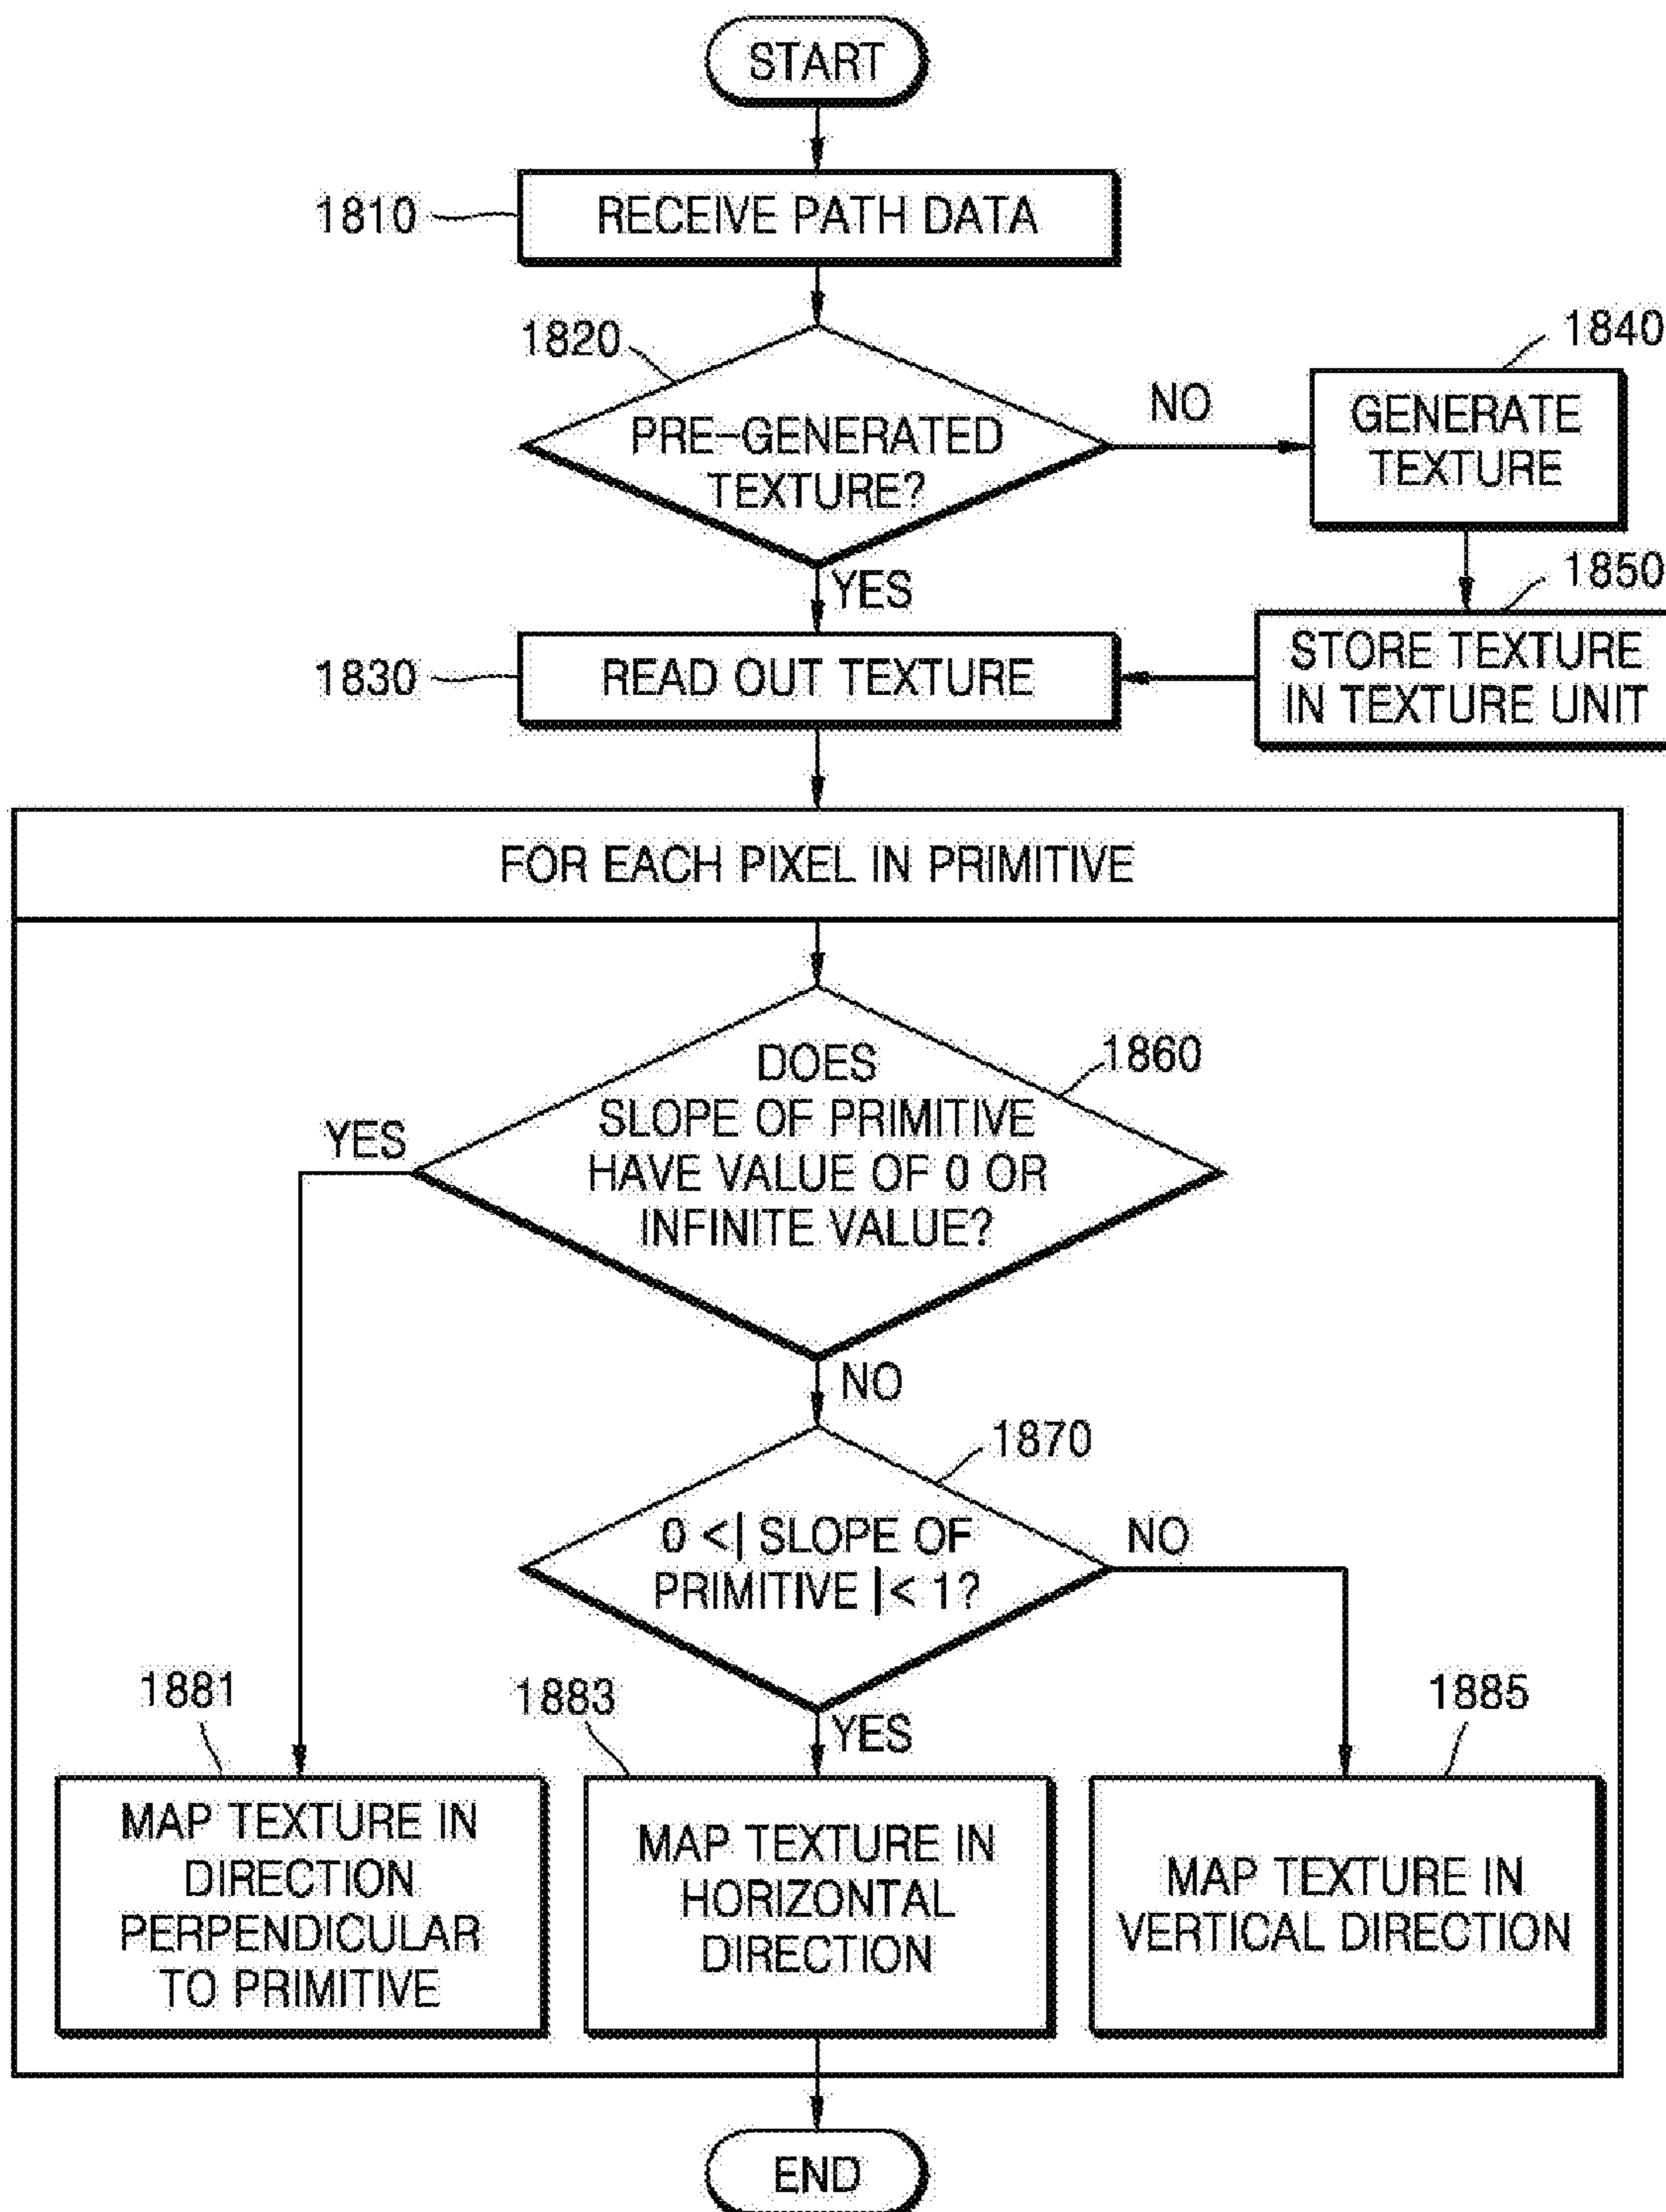 START
1810
RECEIVE PATH DATA
1820
PRE-GENERATED
TEXTURE?
NO
1840
GENERATE
TEXTURE
YES
1850
STORE TEXTURE
IN TEXTURE UNIT
1830
READ OUT TEXTURE
FOR EACH PIXEL IN PRIMITIVE
1860
DOES
SLOPE OF PRIMITIVE
HAVE VALUE OF 0 OR
INFINITE VALUE?
YES
NO
1870
0 <| SLOPE OF
PRIMITIVE |< 1?
NO
YES
1881
MAP TEXTURE IN
DIRECTION
PERPENDICULAR
TO PRIMITIVE
1883
MAP TEXTURE IN
HORIZONTAL
DIRECTION
1885
MAP TEXTURE IN
VERTICAL DIRECTION
END